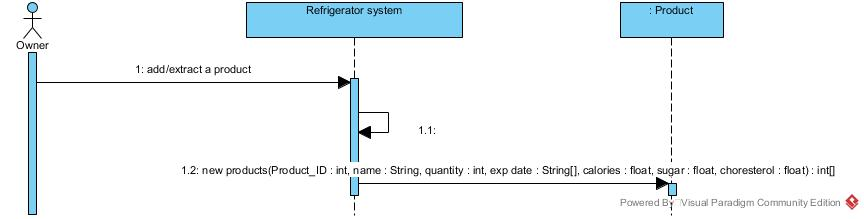 Refrigerator system
: Product
Owner
1: add/extract a product
1.1:
1.2: new products(Product_ID : int, name : String, quantity : int, exp date : String[], calories : float, sugar : float, choresterol : float) : int[]
Powered By Visual Paradigm Community Edition